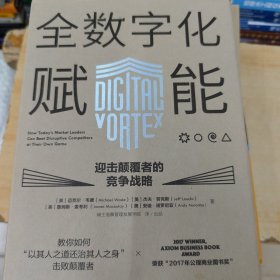 全数字化
赋能
DIGITAL
VORTEX
How Today's Market Leaders
Can Beat Disruptive Competitors
at Their Own Game
迎击颠覆者的
竞争战略
教你如何
“以其人之道还治其人之身”
击败颠覆者
2017 WINNER,
AXIOM BUSINESS BOOK
AWARD
荣获“2017年公理商业图书奖”